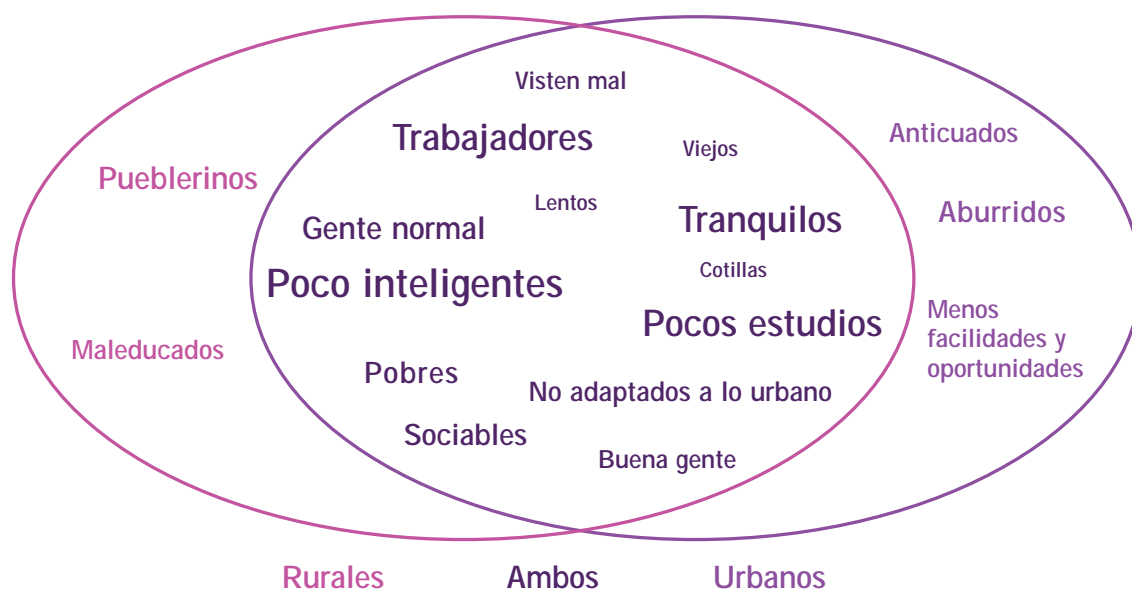 Visten mal
Trabajadores
Viejos
Anticuados
Pueblerinos
Lentos
Gente normal
Tranquilos
Aburridos
Poco inteligentes
Cotillas
Pocos estudios
Menos
facilidades y
oportunidades
Maleducados
Pobres
No adaptados a lo urbano
Sociables
Buena gente
Rurales
Ambos
Urbanos